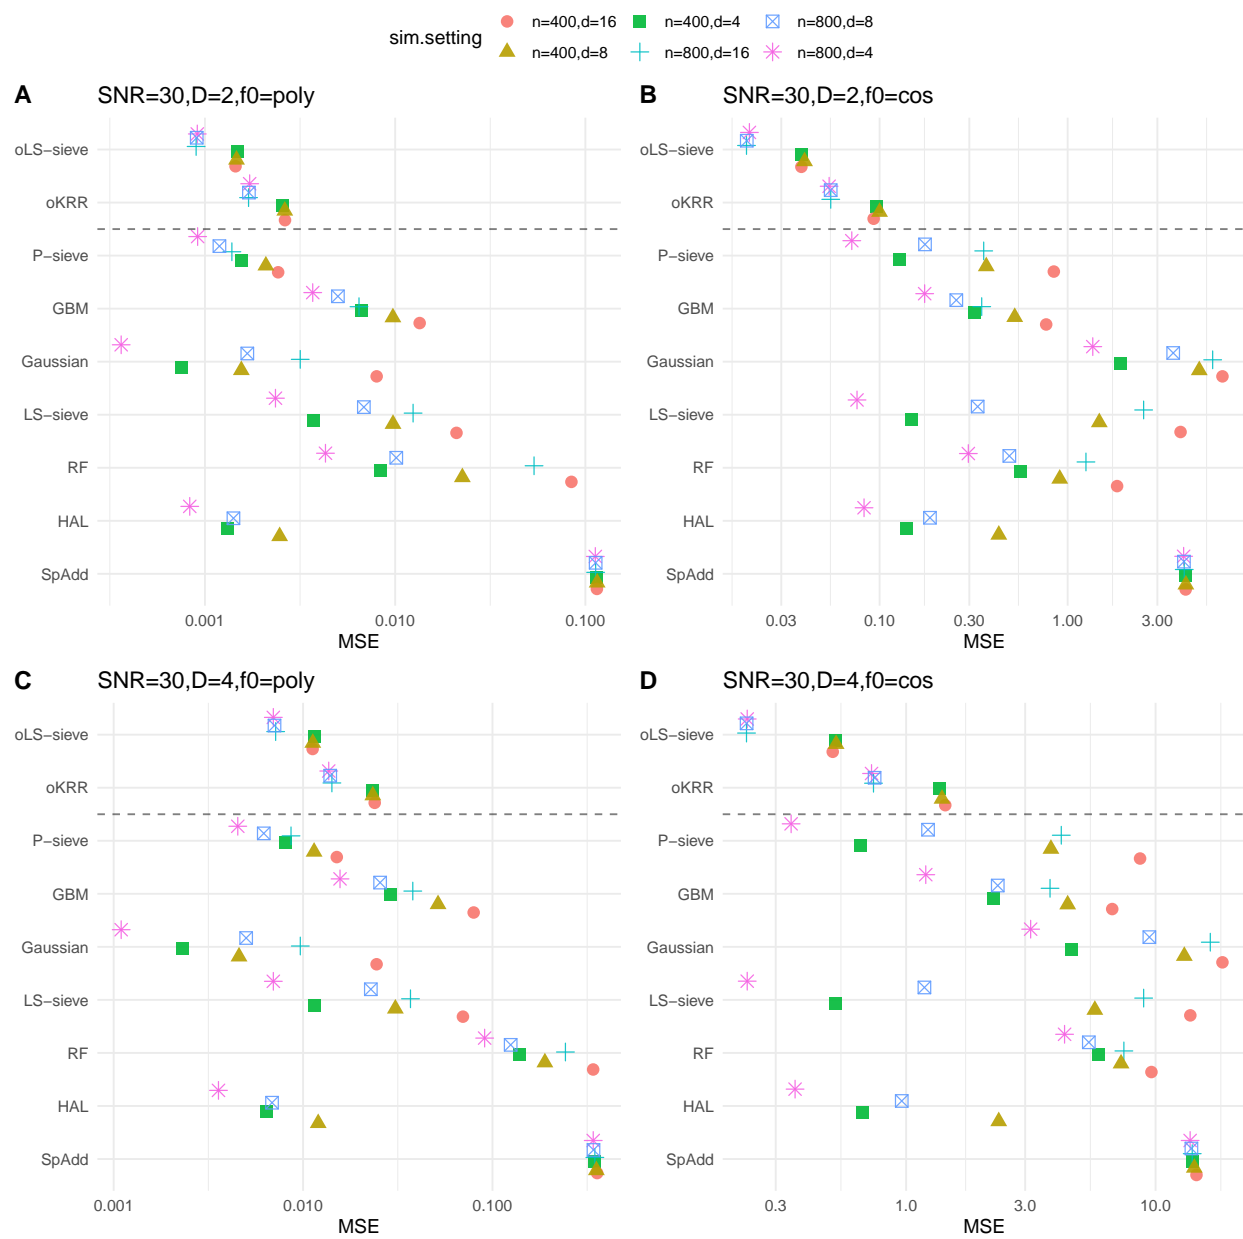 sim.setting
n=400,d=16 n=400,d=4 n=800,d=8
n=400,d=8 n=800,d=16 n=800,d=4
A SNR=30,D=2,f0=poly
oLS−sieve
oKRR
P−sieve
GBM
Gaussian
LS−sieve
RF
HAL
SpAdd
0.001 0.010 0.100
MSE
B SNR=30,D=2,f0=cos
oLS−sieve
oKRR
P−sieve
GBM
Gaussian
LS−sieve
RF
HAL
SpAdd
0.03 0.10 0.30 1.00 3.00
MSE
C SNR=30,D=4,f0=poly
oLS−sieve
oKRR
P−sieve
GBM
Gaussian
LS−sieve
RF
HAL
SpAdd
0.001 0.010 0.100
MSE
D SNR=30,D=4,f0=cos
oLS−sieve
oKRR
P−sieve
GBM
Gaussian
LS−sieve
RF
HAL
SpAdd
0.3 1.0 3.0 10.0
MSE